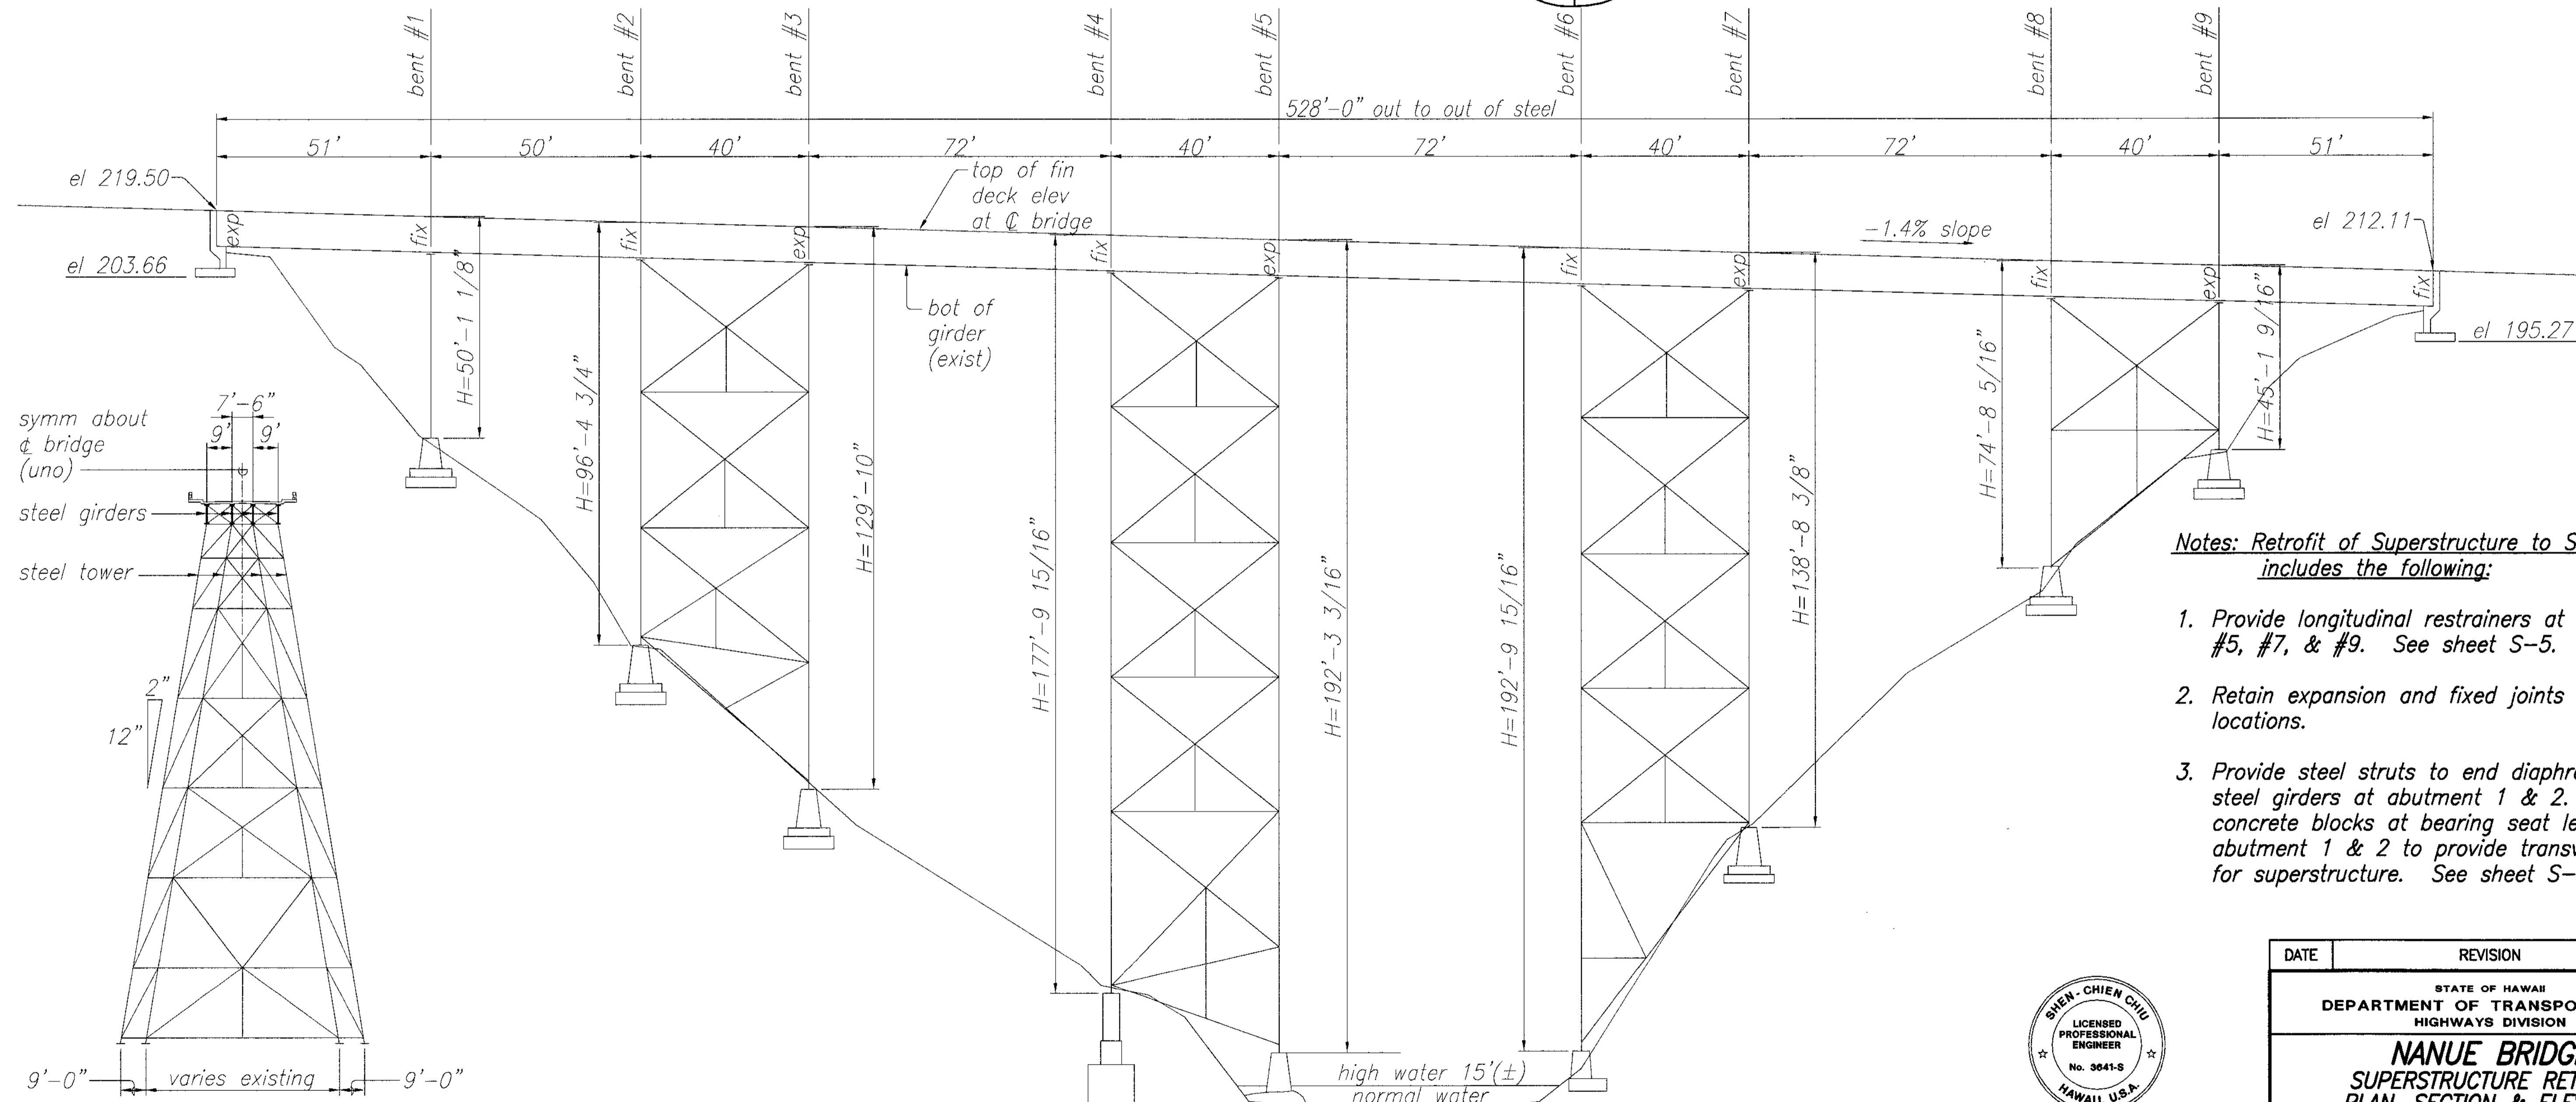 bent #1
bent #2
bent #3
bent #4
bent #5
bent #6
bent #7
bent #8
bent #9
528'-0" out to out of steel
51'
50'
40'
72'
40'
72'
40'
72'
40'
51'
el 219.50
el 203.66
top of fin
deck elev
at ℄ bridge
-1.4% slope
el 212.11
el 195.27
exp
fix
fix
exp
fix
exp
fix
exp
fix
exp
fix
bot of
girder
(exist)
H=50'-1 1/8"
H=96'-4 3/4"
H=129'-10"
H=177'-9 15/16"
H=192'-3 3/16"
H=192'-9 15/16"
H=138'-8 3/8"
H=74'-8 5/16"
H=45'-1 9/16"
symm about
℄ bridge
(uno)
7'-6"
9'
9'
steel girders
steel tower
2"
12"
9'-0"
varies existing
9'-0"
high water 15'(±)
normal water
Notes: Retrofit of Superstructure to S
includes the following:
1. Provide longitudinal restrainers at
#5, #7, & #9. See sheet S-5.
2. Retain expansion and fixed joints
locations.
3. Provide steel struts to end diaphr
steel girders at abutment 1 & 2.
concrete blocks at bearing seat le
abutment 1 & 2 to provide transv
for superstructure. See sheet S-
DATE
REVISION
STATE OF HAWAII
DEPARTMENT OF TRANSPO
HIGHWAYS DIVISION
NANUE BRIDG
SUPERSTRUCTURE RET
PLAN, SECTION & ELE
SHEN-CHIEN CHIU
LICENSED
PROFESSIONAL
ENGINEER
No. 3641-S
HAWAII, U.S.A.